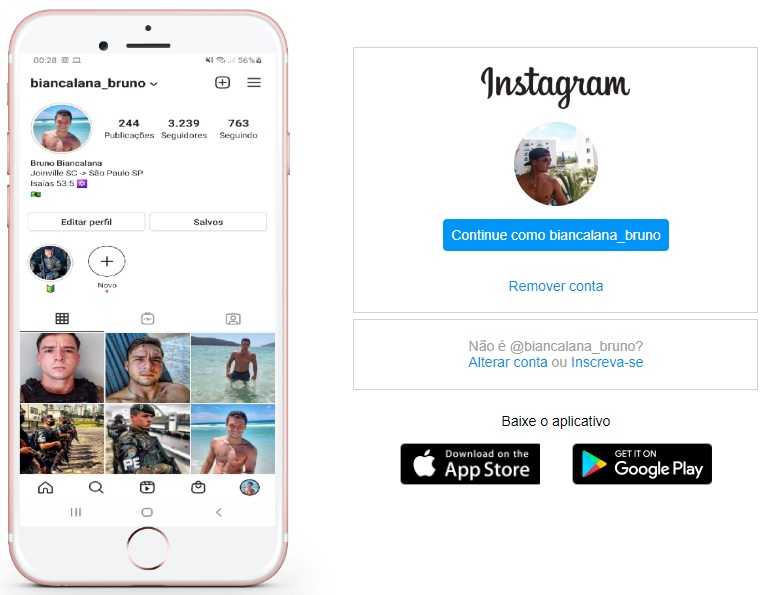 00:28 56%
biancalana_bruno
244 3.239 763
Publicações Seguidores Seguindo
Bruno Biancalana
Joinville SC -> São Paulo SP
Isaías 53:5
Editar perfil Salvos
Novo
PE
Instagram
Continue como biancalana_bruno
Remover conta
Não é @biancalana_bruno?
Alterar conta ou Inscreva-se
Baixe o aplicativo
Download on the
App Store
GET IT ON
Google Play